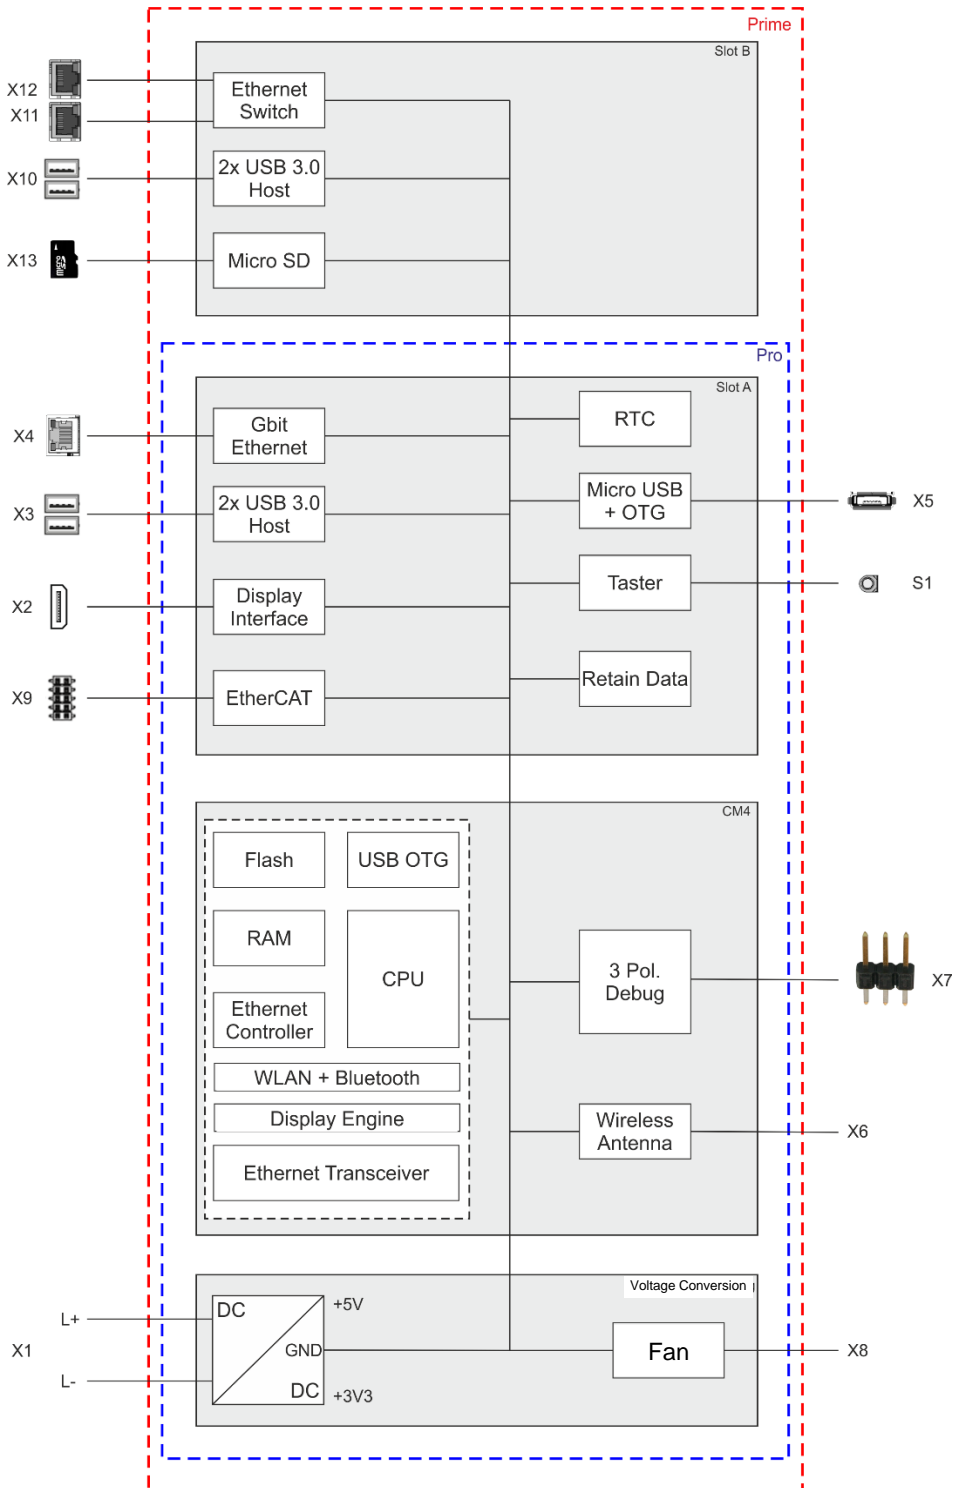 Prime
Slot B
X12
X11
Ethernet
Switch
X10
2x USB 3.0
Host
X13
Micro SD
Pro
Slot A
X4
Gbit
Ethernet
RTC
X3
2x USB 3.0
Host
Micro USB
+ OTG
X5
X2
Display
Interface
Taster
S1
X9
EtherCAT
Retain Data
CM4
Flash
USB OTG
RAM
CPU
Ethernet
Controller
3 Pol.
Debug
X7
WLAN + Bluetooth
Display Engine
Ethernet Transceiver
Wireless
Antenna
X6
Voltage Conversion
X1
L+
L-
DC
+5V
GND
DC
+3V3
Fan
X8